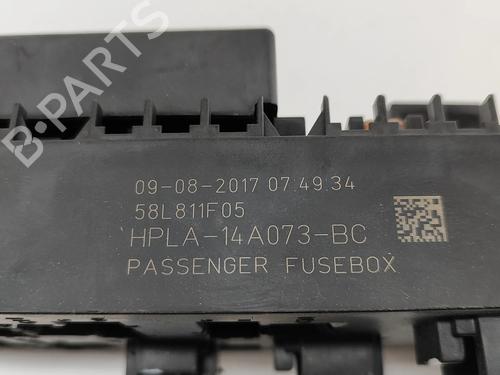 B-PARTS
09-08-2017 07:49:34
58L811F05
HPLA-14A073-BC
PASSENGER FUSEBOX